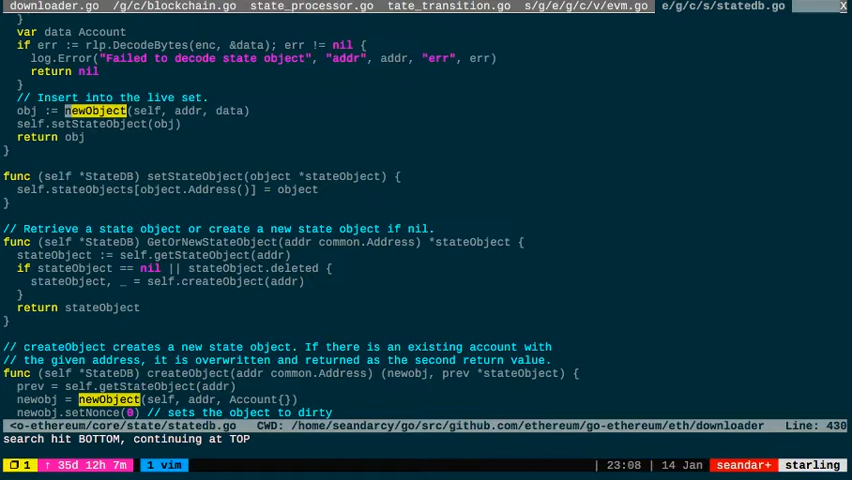 downloader.go /g/c/blockchain.go state_processor.go tate_transition.go s/g/e/g/c/v/evm.go e/g/c/s/statedb.go X
}
var data Account
if err := rlp.DecodeBytes(enc, &data); err != nil {
log.Error("Failed to decode state object", "addr", addr, "err", err)
return nil
}
// Insert into the live set.
obj := newObject(self, addr, data)
self.setStateObject(obj)
return obj
}
func (self *StateDB) setStateObject(object *stateObject) {
self.stateObjects[object.Address()] = object
}
// Retrieve a state object or create a new state object if nil.
func (self *StateDB) GetOrNewStateObject(addr common.Address) *stateObject {
stateObject := self.getStateObject(addr)
if stateObject == nil || stateObject.deleted {
stateObject, _ = self.createObject(addr)
}
return stateObject
}
// createObject creates a new state object. If there is an existing account with
// the given address, it is overwritten and returned as the second return value.
func (self *StateDB) createObject(addr common.Address) (newobj, prev *stateObject) {
prev = self.getStateObject(addr)
newobj = newObject(self, addr, Account{})
newobj.setNonce(0) // sets the object to dirty
<o-ethereum/core/state/statedb.go CWD: /home/seandarcy/go/src/github.com/ethereum/go-ethereum/eth/downloader Line: 430
search hit BOTTOM, continuing at TOP
1 ↑ 35d 12h 7m 1 vim | 23:08 | 14 Jan seandar+ starling